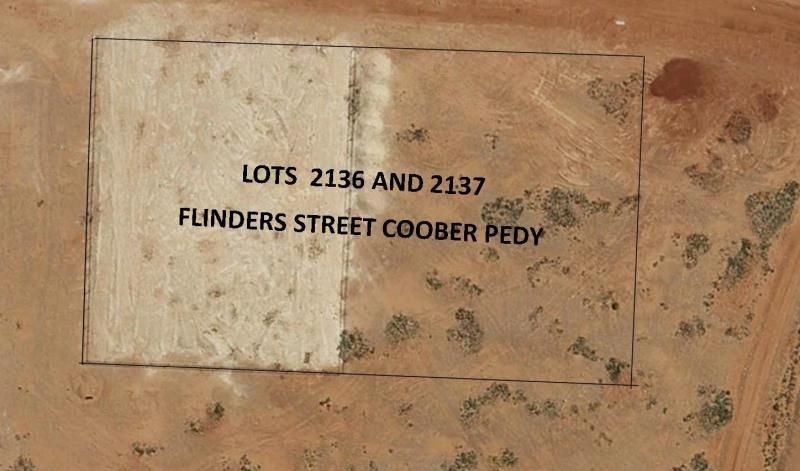 LOTS 2136 AND 2137
FLINDERS STREET COOBER PEDY